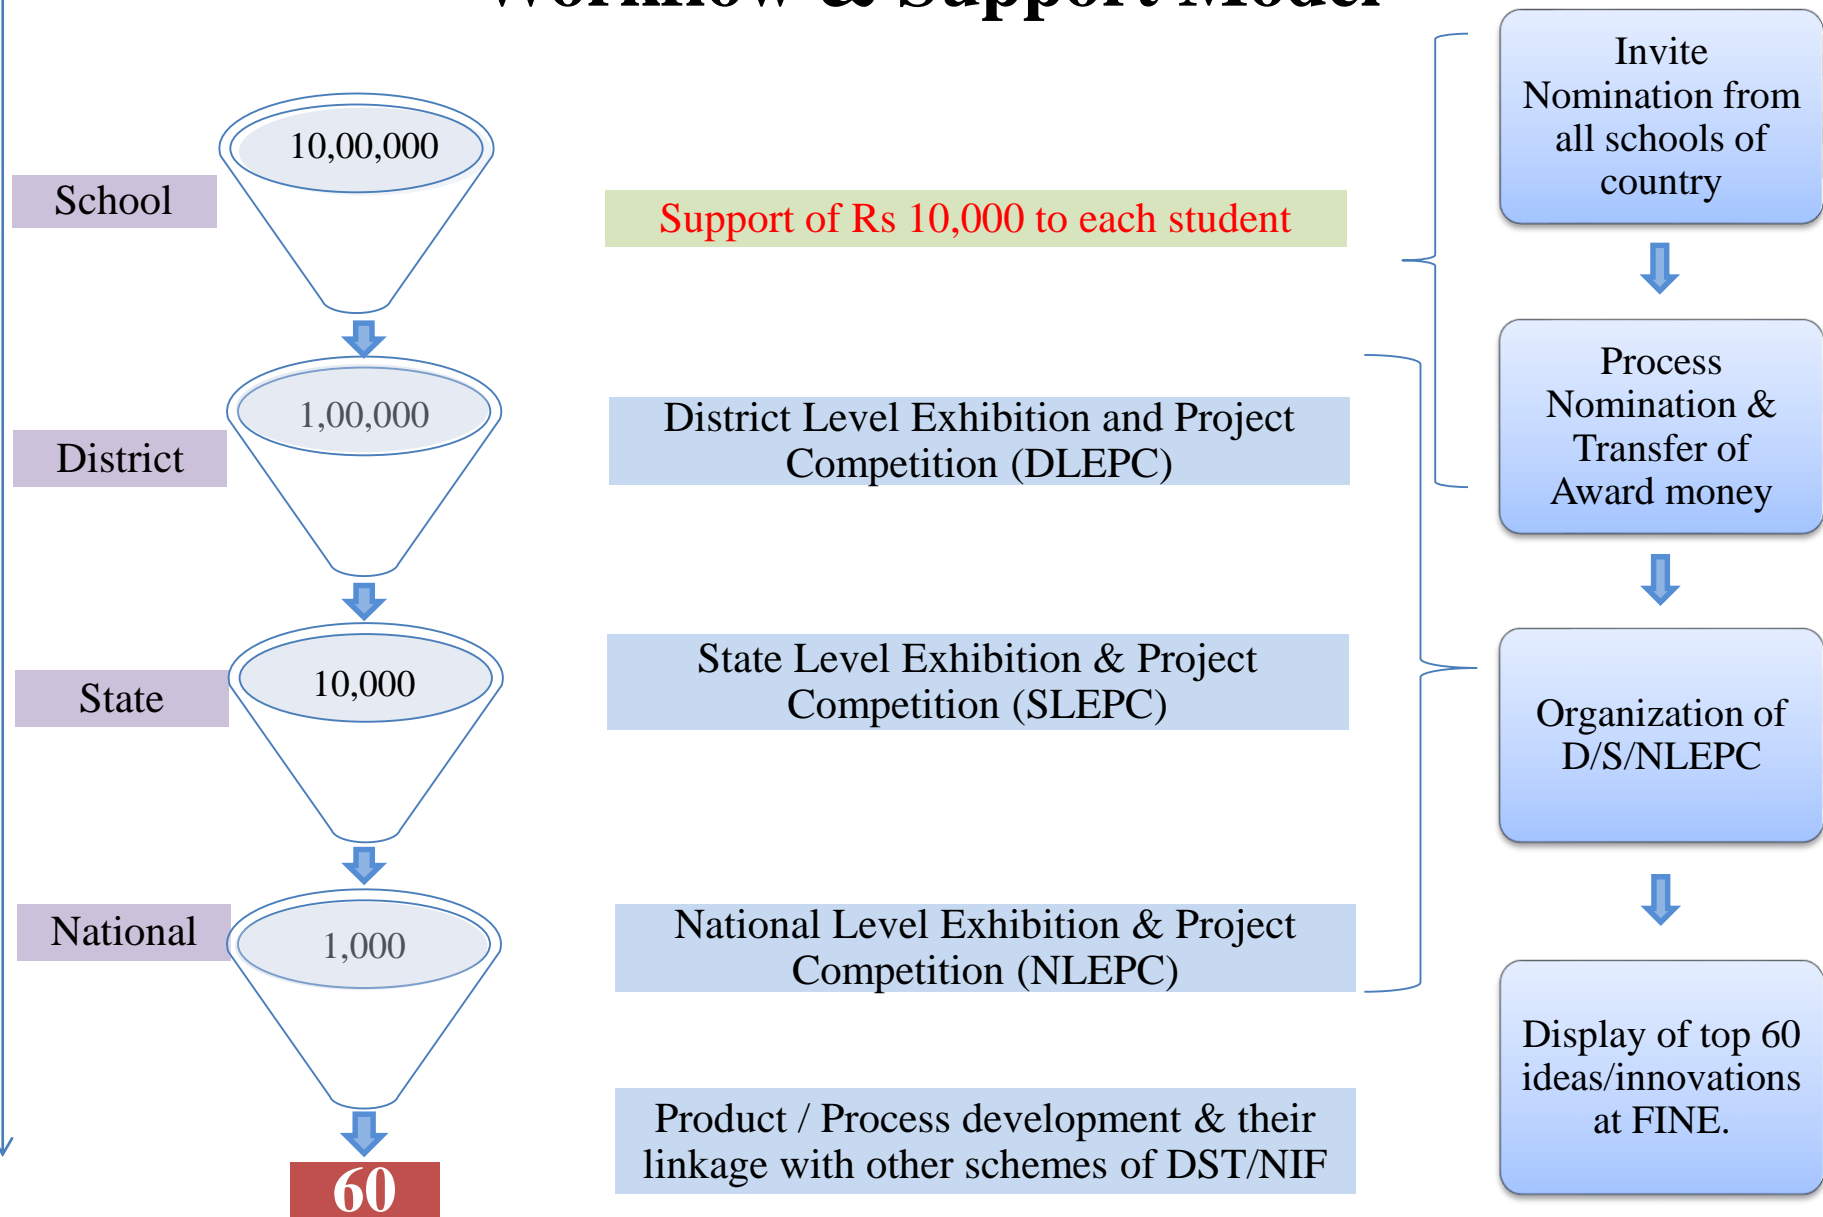 Workflow & Support Model
10,00,000
School
Support of Rs 10,000 to each student
1,00,000
District
District Level Exhibition and Project
Competition (DLEPC)
10,000
State
State Level Exhibition & Project
Competition (SLEPC)
1,000
National
National Level Exhibition & Project
Competition (NLEPC)
60
Product / Process development & their
linkage with other schemes of DST/NIF
Invite
Nomination from
all schools of
country
Process
Nomination &
Transfer of
Award money
Organization of
D/S/NLEPC
Display of top 60
ideas/innovations
at FINE.